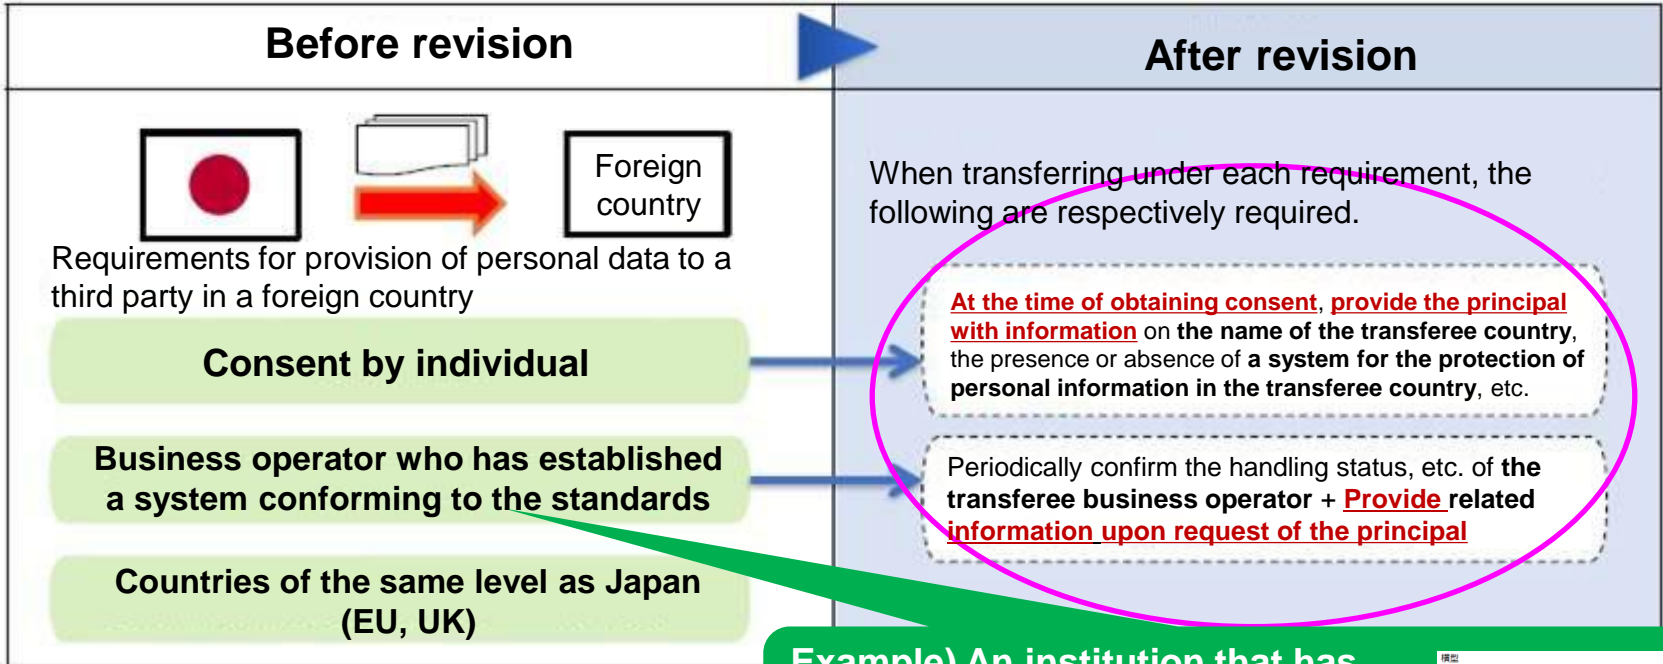 Before revision
After revision
Foreign
country
Requirements for provision of personal data to a
third party in a foreign country
Consent by individual
Business operator who has established
a system conforming to the standards
Countries of the same level as Japan
(EU, UK)
When transferring under each requirement, the
following are respectively required.
At the time of obtaining consent, provide the principal
with information on the name of the transferee country,
the presence or absence of a system for the protection of
personal information in the transferee country, etc.
Periodically confirm the handling status, etc. of the
transferee business operator + Provide related
information upon request of the principal
Example) An institution that has